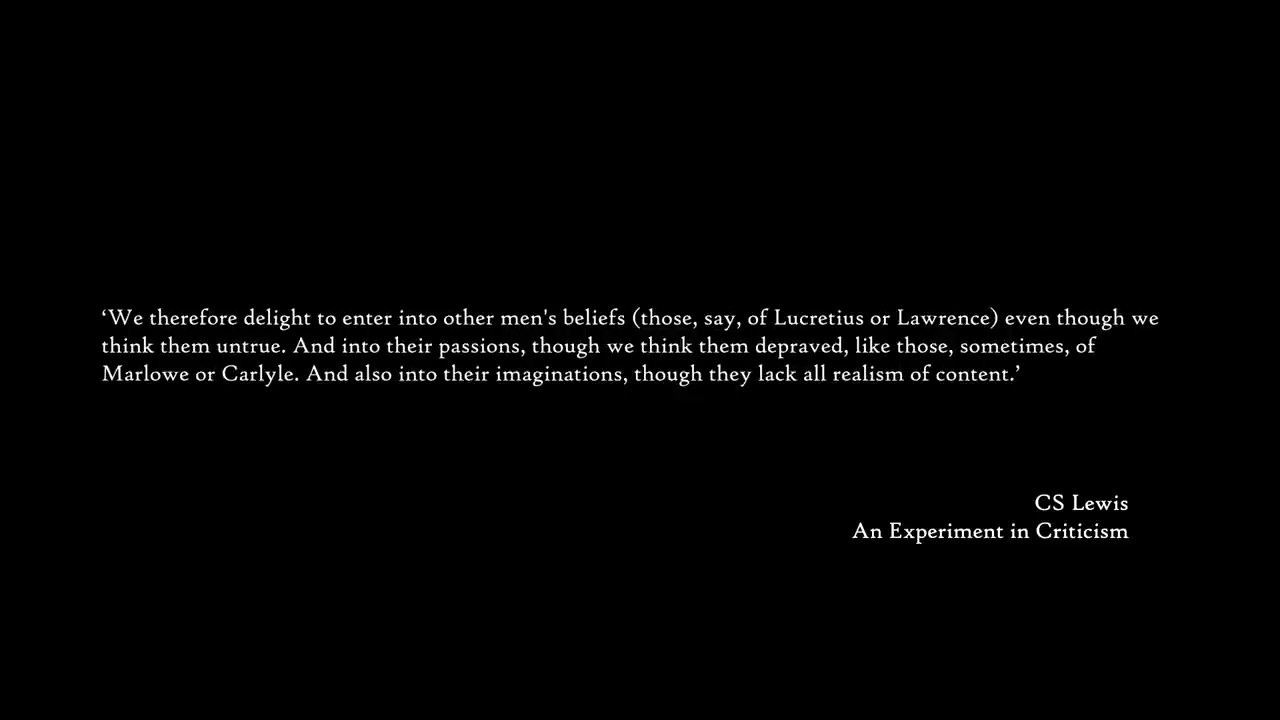 ‘We therefore delight to enter into other men's beliefs (those, say, of Lucretius or Lawrence) even though we
think them untrue. And into their passions, though we think them depraved, like those, sometimes, of
Marlowe or Carlyle. And also into their imaginations, though they lack all realism of content.’
CS Lewis
An Experiment in Criticism